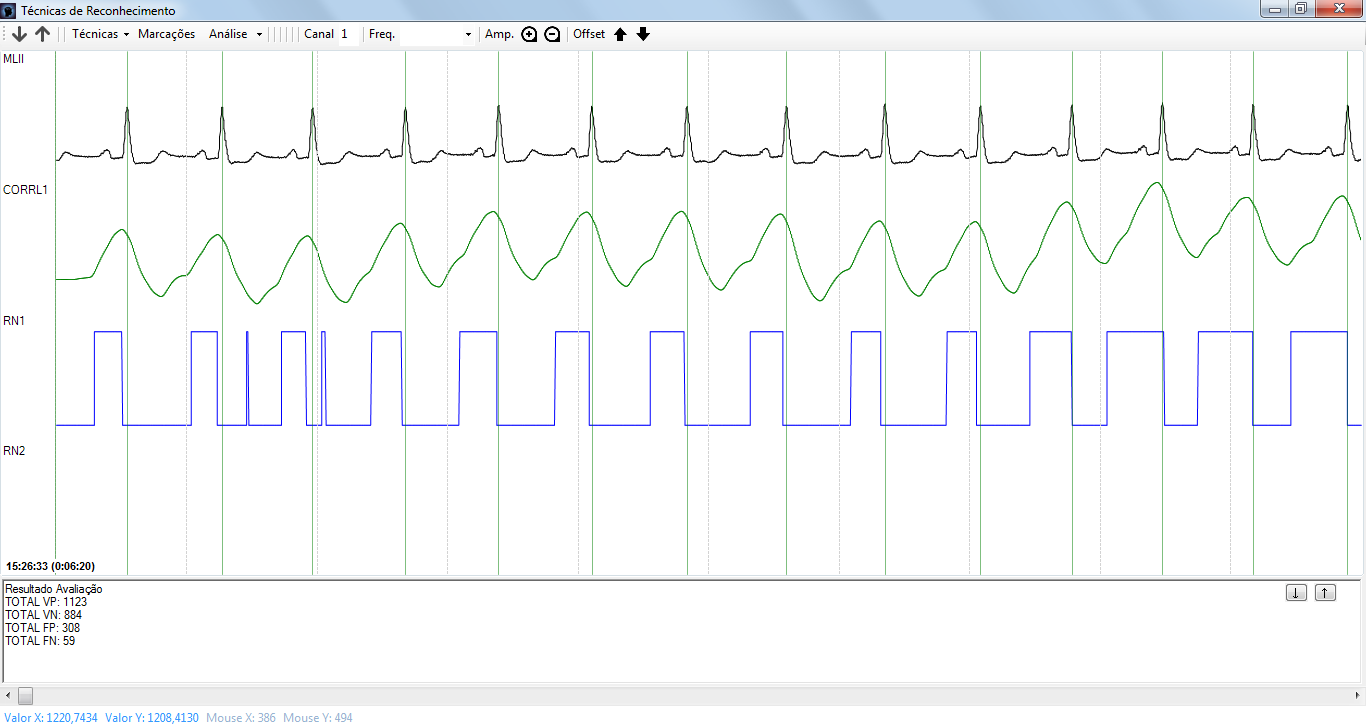 Técnicas de Reconhecimento
Técnicas Marcações Análise Canal 1 Freq. Amp. Offset
MLII
CORRL1
RN1
RN2
15:26:33 (0:06:20)
Resultado Avaliação
TOTAL VP: 1123
TOTAL VN: 884
TOTAL FP: 308
TOTAL FN: 59
Valor X: 1220,7434 Valor Y: 1208,4130 Mouse X: 386 Mouse Y: 494